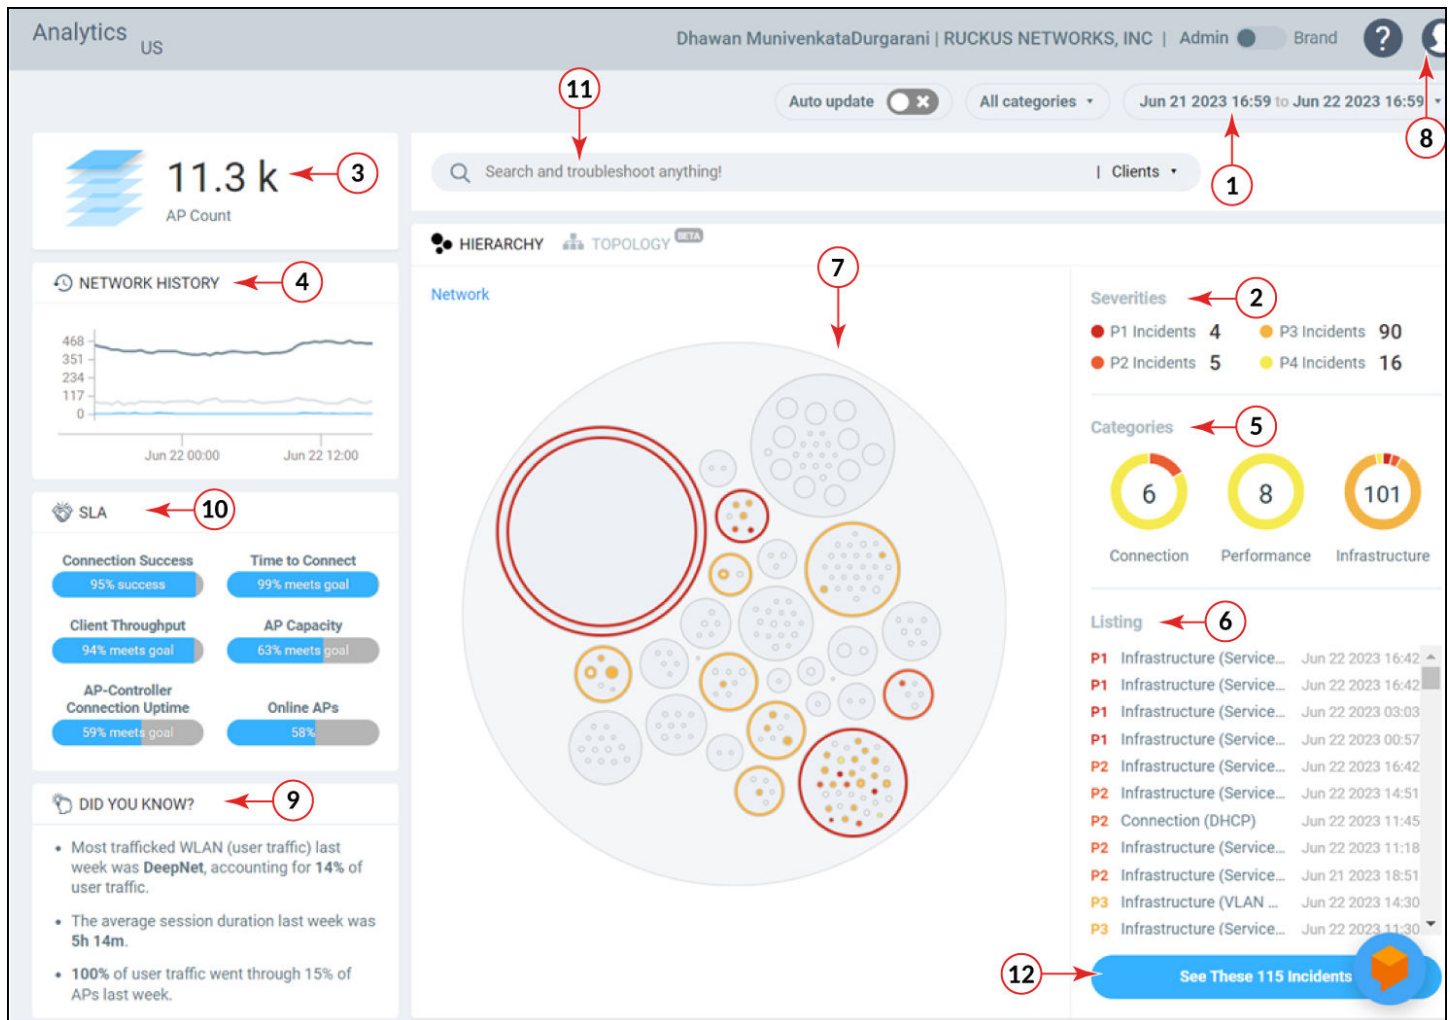 Analytics US
Dhawan MunivenkataDurgarani | RUCKUS NETWORKS, INC | Admin Brand ?
11
Auto update
All categories
Jun 21 2023 16:59 to Jun 22 2023 16:59
8
1
11.3 k
AP Count
3
Search and troubleshoot anything!
| Clients
HIERARCHY
TOPOLOGY BETA
7
NETWORK HISTORY
4
468
351
234
117
0
Jun 22 00:00
Jun 22 12:00
Network
Severities
2
P1 Incidents 4
P3 Incidents 90
P2 Incidents 5
P4 Incidents 16
Categories
5
6
8
101
Connection
Performance
Infrastructure
SLA
10
Connection Success
Time to Connect
95% success
99% meets goal
Client Throughput
AP Capacity
94% meets goal
63% meets goal
AP-Controller
Connection Uptime
Online APs
59% meets goal
58%
Listing
6
P1 Infrastructure (Service... Jun 22 2023 16:42
P1 Infrastructure (Service... Jun 22 2023 16:42
P1 Infrastructure (Service... Jun 22 2023 03:03
P1 Infrastructure (Service... Jun 22 2023 00:57
P2 Infrastructure (Service... Jun 22 2023 16:42
P2 Infrastructure (Service... Jun 22 2023 14:51
P2 Connection (DHCP) Jun 22 2023 11:45
P2 Infrastructure (Service... Jun 22 2023 11:18
P2 Infrastructure (Service... Jun 21 2023 18:51
P3 Infrastructure (VLAN ... Jun 22 2023 14:30
P3 Infrastructure (Service... Jun 22 2023 11:30
12
See These 115 Incidents
DID YOU KNOW?
9
• Most trafficked WLAN (user traffic) last
week was DeepNet, accounting for 14% of
user traffic.
• The average session duration last week was
5h 14m.
• 100% of user traffic went through 15% of
APs last week.